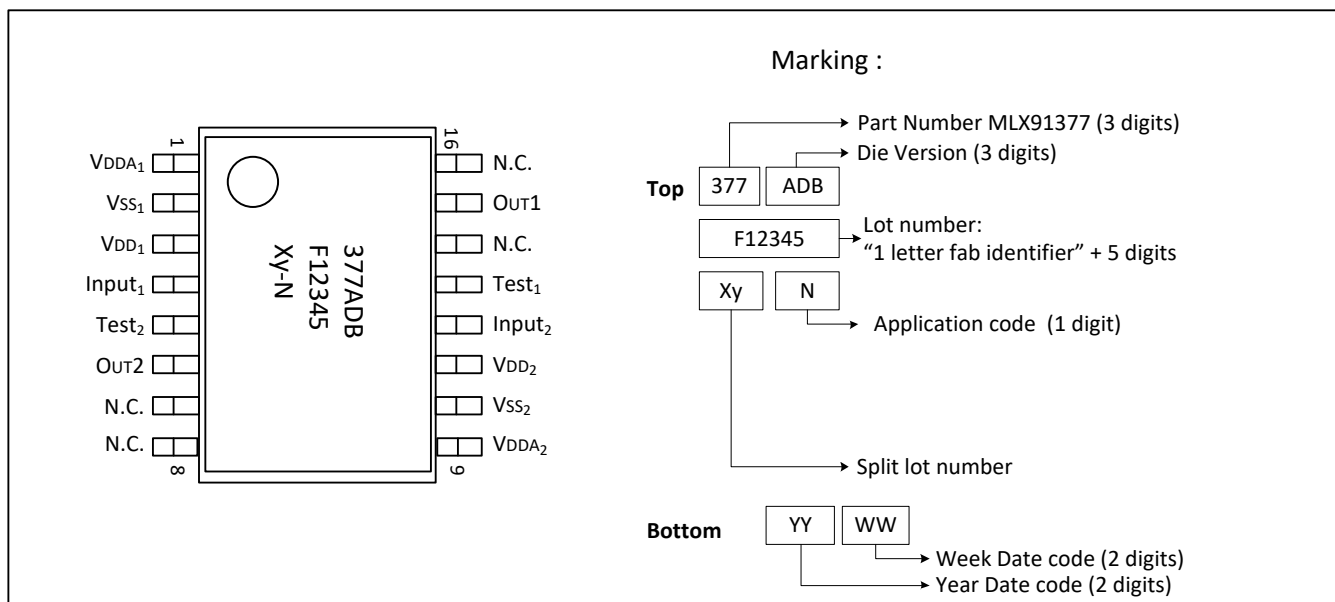 Marking :
1
16
VDDA1
VSS1
VDD1
Input1
Test2
OUT2
N.C.
N.C.
8
377ADB
F12345
Xy-N
N.C.
OUT1
N.C.
Test1
Input2
VDD2
VSS2
VDDA2
9
Part Number MLX91377 (3 digits)
Die Version (3 digits)
Top 377 ADB
F12345
Lot number:
“1 letter fab identifier” + 5 digits
Xy N
Application code (1 digit)
Split lot number
Bottom YY WW
Week Date code (2 digits)
Year Date code (2 digits)